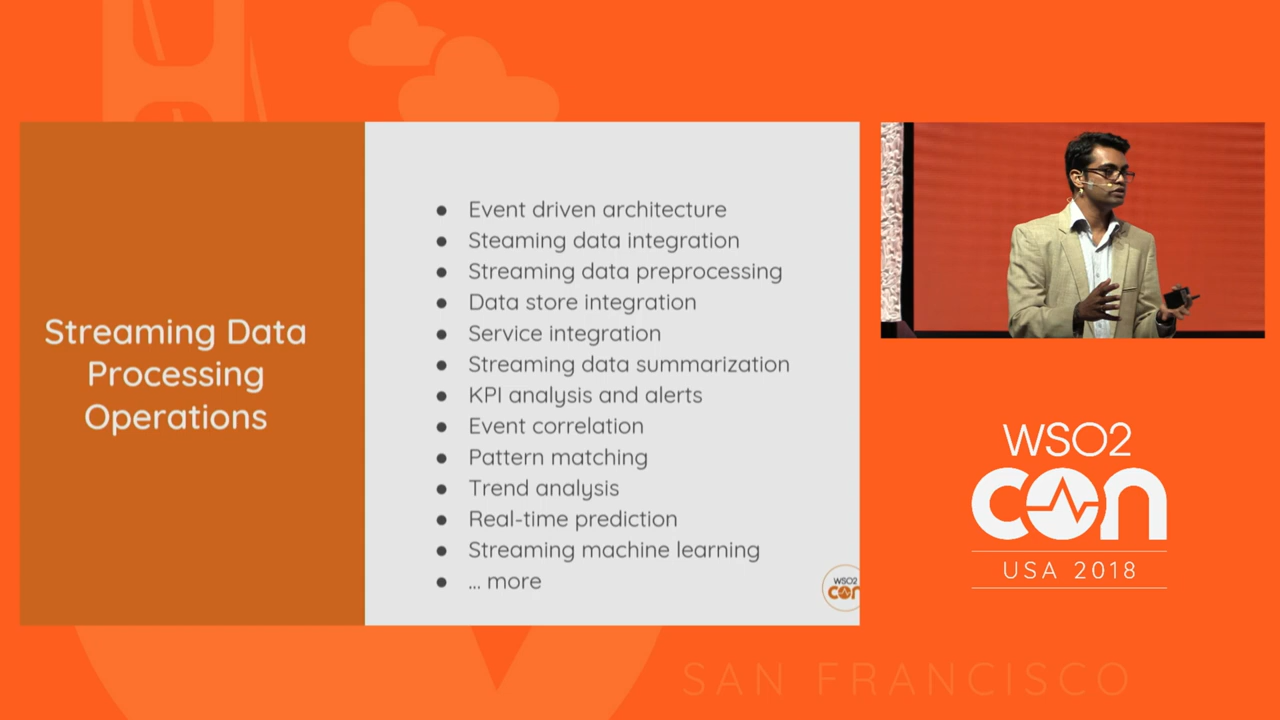 Streaming Data
Processing
Operations
● Event driven architecture
● Steaming data integration
● Streaming data preprocessing
● Data store integration
● Service integration
● Streaming data summarization
● KPI analysis and alerts
● Event correlation
● Pattern matching
● Trend analysis
● Real-time prediction
● Streaming machine learning
● ... more
WSO2
con
WSO2
con
USA 2018
SAN FRANCISCO